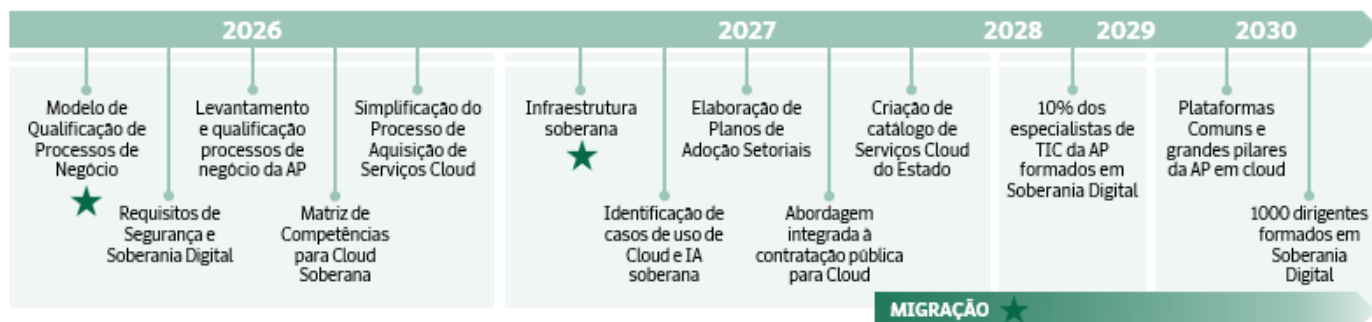 2026
2027
2028
2029
2030
Modelo de
Qualificação de
Processos de
Negócio
Requisitos de
Segurança e
Soberania Digital
Levantamento
e qualificação
processos de
negócio da AP
Matriz de
Competências
para Cloud
Soberana
Simplificação do
Processo de
Aquisição de
Serviços Cloud
Infraestrutura
soberana
Identificação de
casos de uso de
Cloud e IA
soberana
Elaboração de
Planos de
Adoção Setoriais
Abordagem
integrada à
contratação pública
para Cloud
Criação de
catálogo de
Serviços Cloud
do Estado
10% dos
especialistas de
TIC da AP
formados em
Soberania Digital
Plataformas
Comuns e
grandes pilares
da AP em cloud
1000 dirigentes
formados em
Soberania
Digital
MIGRAÇÃO